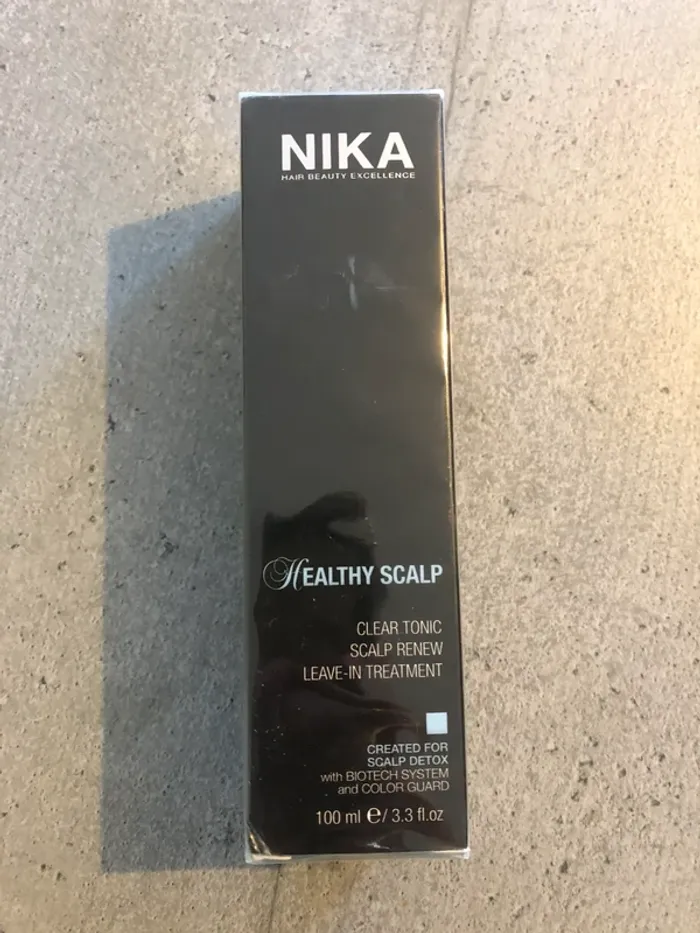 NIKA
HAIR BEAUTY EXCELLENCE
HEALTHY SCALP
CLEAR TONIC
SCALP RENEW
LEAVE-IN TREATMENT
CREATED FOR
SCALP DETOX
with BIOTECH SYSTEM
and COLOR GUARD
100 ml ℮/ 3.3 fl.oz